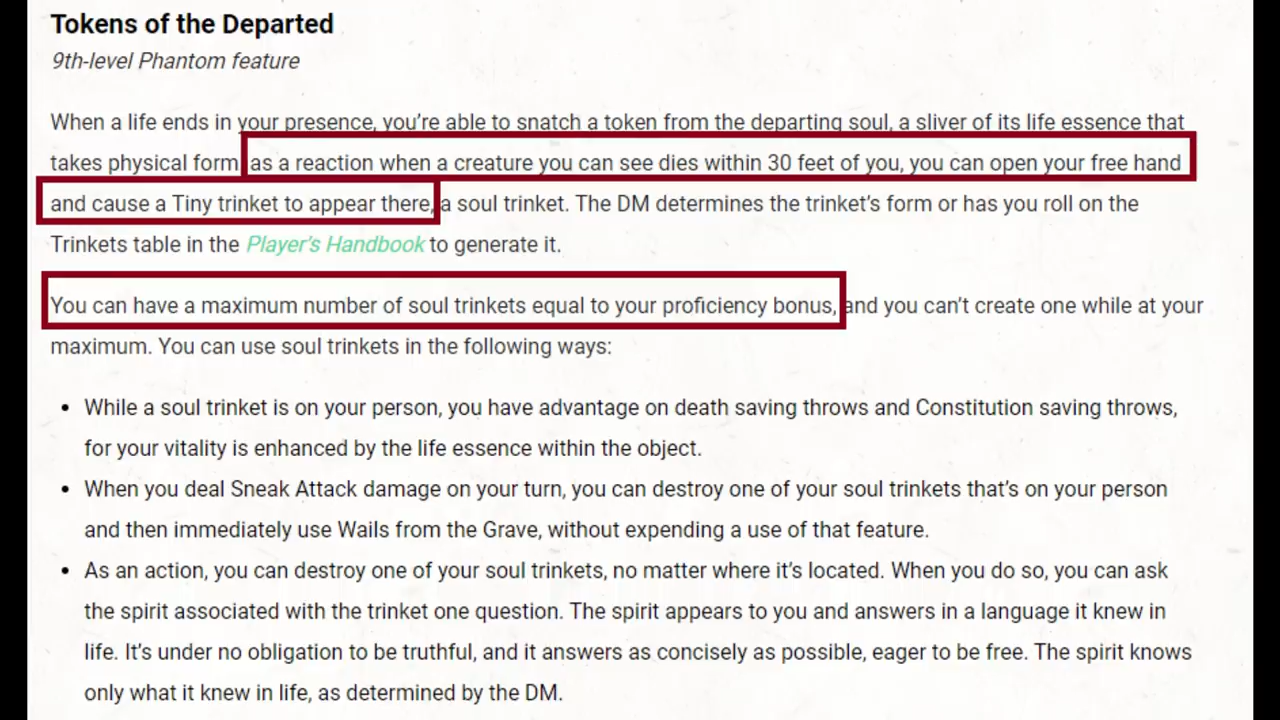 Tokens of the Departed
9th-level Phantom feature
When a life ends in your presence, you're able to snatch a token from the departing soul, a sliver of its life essence that
takes physical form as a reaction when a creature you can see dies within 30 feet of you, you can open your free hand
and cause a Tiny trinket to appear there, a soul trinket. The DM determines the trinket's form or has you roll on the
Trinkets table in the Player's Handbook to generate it.
You can have a maximum number of soul trinkets equal to your proficiency bonus, and you can't create one while at your
maximum. You can use soul trinkets in the following ways:
• While a soul trinket is on your person, you have advantage on death saving throws and Constitution saving throws,
for your vitality is enhanced by the life essence within the object.
• When you deal Sneak Attack damage on your turn, you can destroy one of your soul trinkets that's on your person
and then immediately use Wails from the Grave, without expending a use of that feature.
• As an action, you can destroy one of your soul trinkets, no matter where it's located. When you do so, you can ask
the spirit associated with the trinket one question. The spirit appears to you and answers in a language it knew in
life. It's under no obligation to be truthful, and it answers as concisely as possible, eager to be free. The spirit knows
only what it knew in life, as determined by the DM.